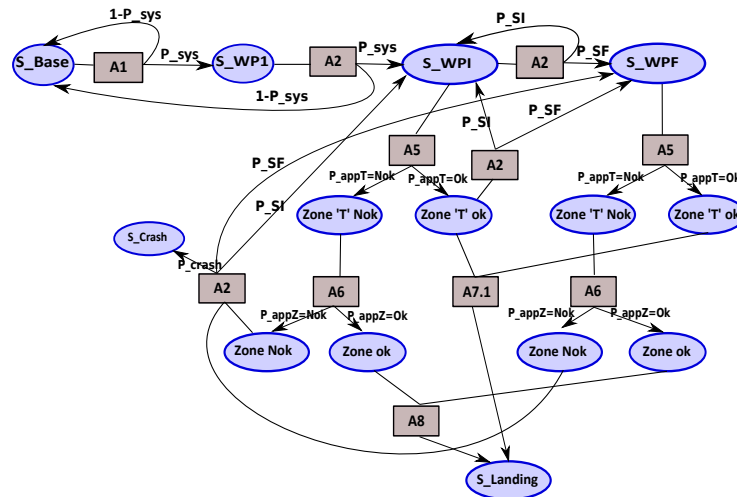 1-P_sys
P_SI
S_Base
A1
P_sys
S_WP1
A2
P_sys
S_WPI
A2
P_SF
S_WPF
1-P_sys
P_SF
P_SI
P_SI
P_SF
A5
A2
A5
P_appT=Nok
P_appT=Ok
P_appT=Nok
P_appT=Ok
Zone 'T' Nok
Zone 'T' ok
Zone 'T' Nok
Zone 'T' ok
S_Crash
P_crash
A2
A6
A7.1
A6
P_appZ=Nok
P_appZ=Ok
P_appZ=Nok
P_appZ=Ok
Zone Nok
Zone ok
Zone Nok
Zone ok
A8
S_Landing